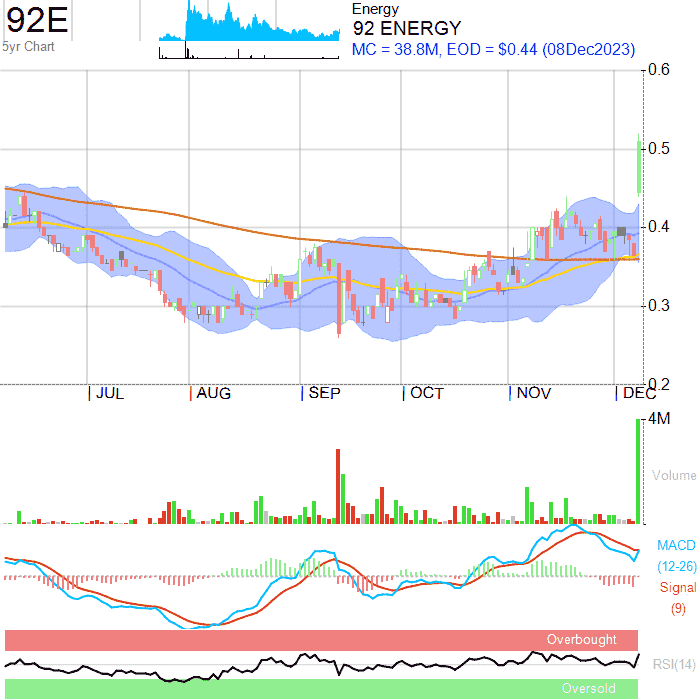 92E
5yr Chart
Energy
92 ENERGY
MC = 38.8M, EOD = $0.44 (08Dec2023)
0.6
0.5
0.4
0.3
0.2
JUL AUG SEP OCT NOV DEC
4M
Volume
MACD
(12-26)
Signal
(9)
Overbought
RSI(14)
Oversold